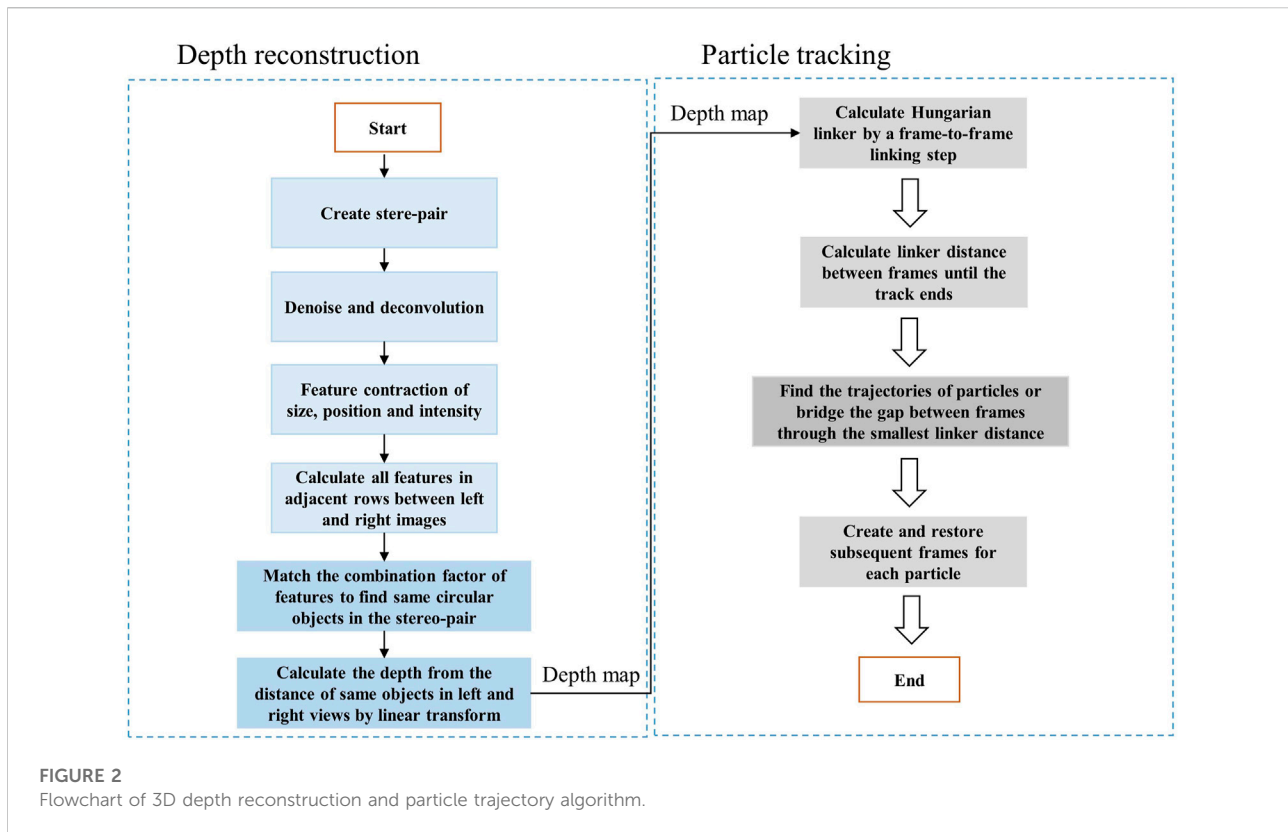 Depth reconstruction
Start
Create stere-pair
Denoise and deconvolution
Feature contraction of
size, position and intensity
Calculate all features in
adjacent rows between left
and right images
Match the combination factor of
features to find same circular
objects in the stereo-pair
Calculate the depth from the
distance of same objects in left and
right views by linear transform
Depth map
Particle tracking
Depth map
Calculate Hungarian
linker by a frame-to-frame
linking step
Calculate linker distance
between frames until the
track ends
Find the trajectories of particles or
bridge the gap between frames
through the smallest linker distance
Create and restore
subsequent frames for
each particle
End
FIGURE 2
Flowchart of 3D depth reconstruction and particle trajectory algorithm.